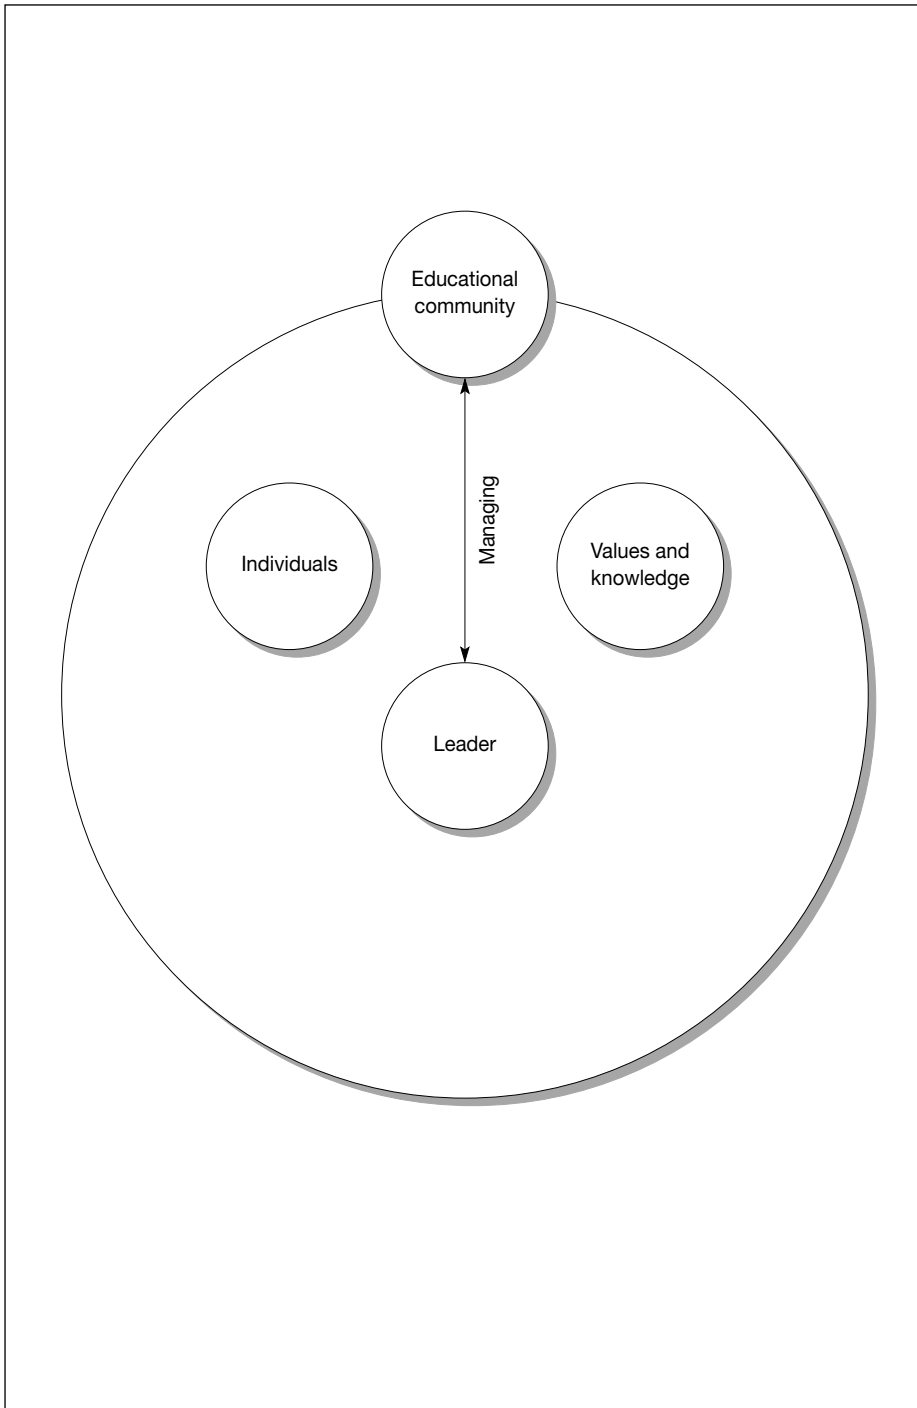 Educational
community
Managing
Individuals
Values and
knowledge
Leader